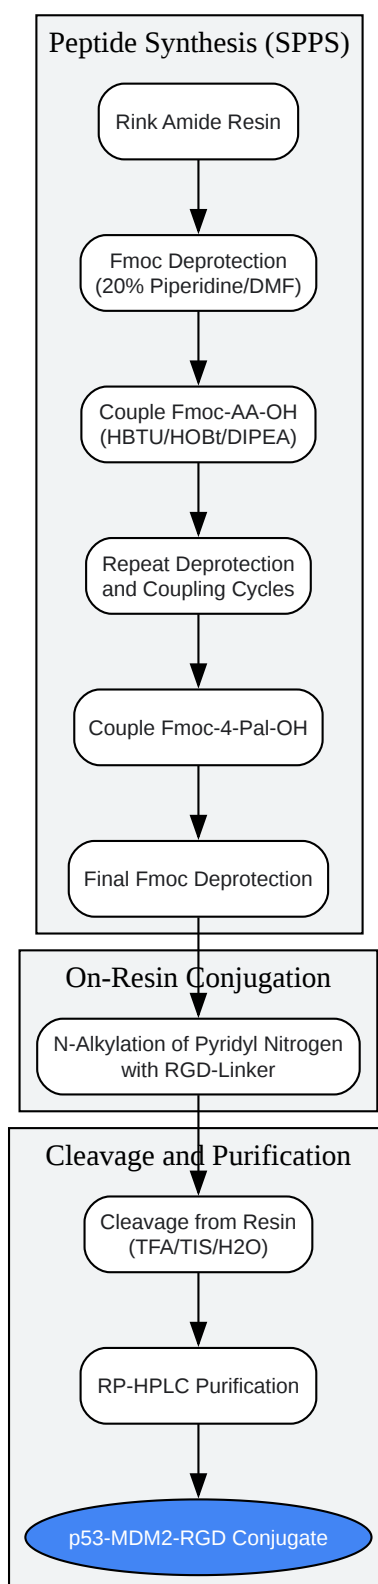 Peptide Synthesis (SPPS)
Rink Amide Resin
Fmoc Deprotection
(20% Piperidine/DMF)
Couple Fmoc-AA-OH
(HBTU/HOBt/DIPEA)
Repeat Deprotection
and Coupling Cycles
Couple Fmoc-4-Pal-OH
Final Fmoc Deprotection
On-Resin Conjugation
N-Alkylation of Pyridyl Nitrogen
with RGD-Linker
Cleavage and Purification
Cleavage from Resin
(TFA/TIS/H2O)
RP-HPLC Purification
p53-MDM2-RGD Conjugate